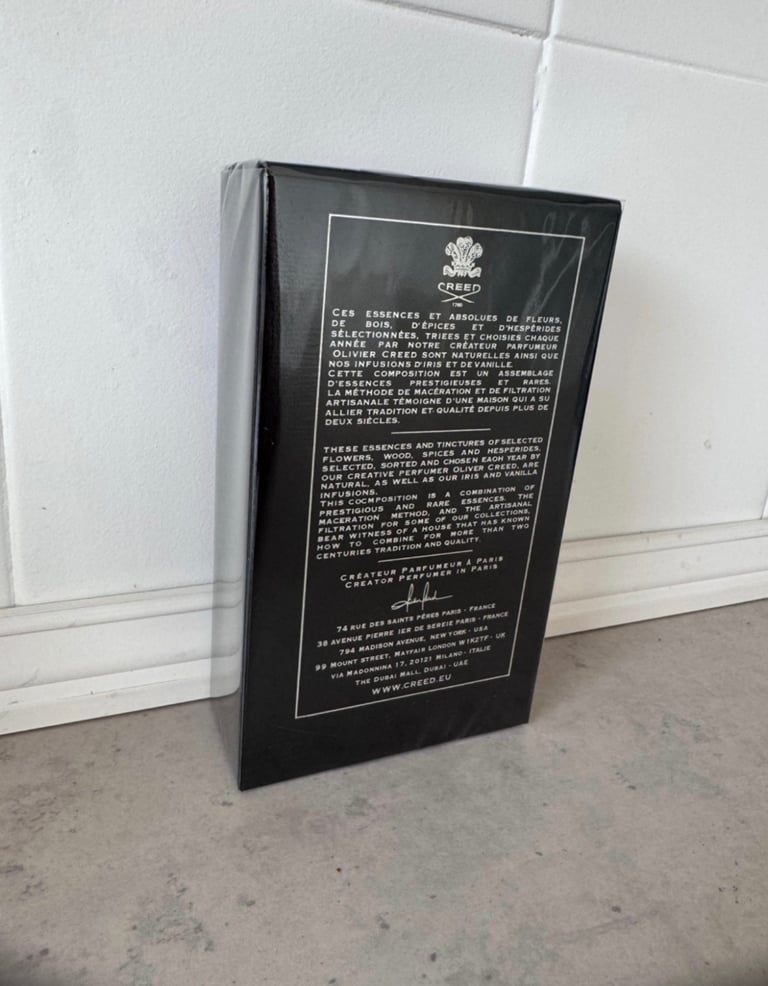 CREED
1760
CES ESSENCES ET ABSOLUES DE FLEURS,
DE BOIS, D'ÉPICES ET D'HESPÉRIDES
SÉLECTIONNÉES, TRIEES ET CHOISIES CHAQUE
ANNÉE PAR NOTRE CRÉATEUR PARFUMEUR
OLIVIER CREED SONT NATURELLES AINSI QUE
NOS INFUSIONS D'IRIS ET DE VANILLE.
CETTE COMPOSITION EST UN ASSEMBLAGE
D'ESSENCES PRESTIGIEUSES ET RARES.
LA MÉTHODE DE MACÉRATION ET DE FILTRATION
ARTISANALE TÉMOIGNE D'UNE MAISON QUI A SU
ALLIER TRADITION ET QUALITÉ DEPUIS PLUS DE
DEUX SIÈCLES.
THESE ESSENCES AND TINCTURES OF SELECTED
FLOWERS, WOOD, SPICES AND HESPERIDES,
SELECTED, SORTED AND CHOSEN EACH YEAR BY
OUR CREATIVE PERFUMER OLIVER CREED, ARE
NATURAL, AS WELL AS OUR IRIS AND VANILLA
INFUSIONS.
THIS COCMPOSITION IS A COMBINATION OF
PRESTIGIOUS AND RARE ESSENCES. THE
MACERATION METHOD, AND THE ARTISANAL
FILTRATION FOR SOME OF OUR COLLECTIONS,
BEAR WITNESS OF A HOUSE THAT HAS KNOWN
HOW TO COMBINE FOR MORE THAN TWO
CENTURIES TRADITION AND QUALITY.
CRÉATEUR PARFUMEUR À PARIS
CREATOR PERFUMER IN PARIS
74 RUE DES SAINTS PÉRES PARIS - FRANCE
38 AVENUE PIERRE IER DE SEREIE PARIS - FRANCE
794 MADISON AVENUE, NEW YORK - USA
99 MOUNT STREET, MAYFAIR LONDON W1K2TF - UK
VIA MADONNINA 17, 20121 MILANO - ITALIE
THE DUBAI MALL, DUBAI - UAE
WWW.CREED.EU